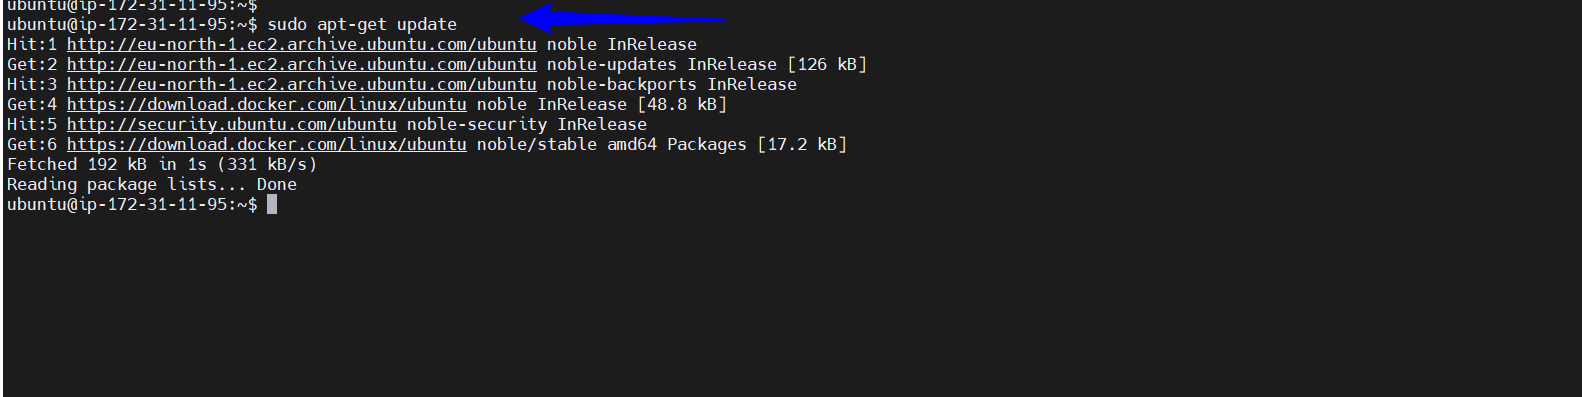 ubuntu@ip-172-31-11-95:~$
ubuntu@ip-172-31-11-95:~$ sudo apt-get update
Hit:1 http://eu-north-1.ec2.archive.ubuntu.com/ubuntu noble InRelease
Get:2 http://eu-north-1.ec2.archive.ubuntu.com/ubuntu noble-updates InRelease [126 kB]
Hit:3 http://eu-north-1.ec2.archive.ubuntu.com/ubuntu noble-backports InRelease
Get:4 https://download.docker.com/linux/ubuntu noble InRelease [48.8 kB]
Hit:5 http://security.ubuntu.com/ubuntu noble-security InRelease
Get:6 https://download.docker.com/linux/ubuntu noble/stable amd64 Packages [17.2 kB]
Fetched 192 kB in 1s (331 kB/s)
Reading package lists... Done
ubuntu@ip-172-31-11-95:~$